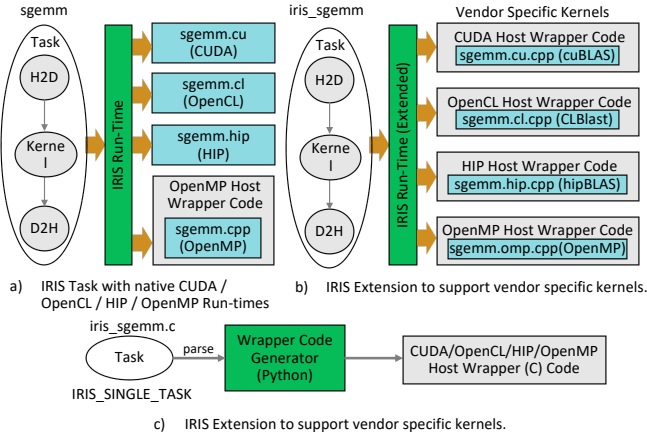 sgemm
Task
H2D
Kerne
l
D2H
IRIS Run-Time
sgemm.cu
(CUDA)
sgemm.cl
(OpenCL)
sgemm.hip
(HIP)
OpenMP Host
Wrapper Code
sgemm.cpp
(OpenMP)
a) IRIS Task with native CUDA /
OpenCL / HIP / OpenMP Run-times
iris_sgemm
Task
H2D
Kerne
l
D2H
IRIS Run-Time (Extended)
Vendor Specific Kernels
CUDA Host Wrapper Code
sgemm.cu.cpp (cuBLAS)
OpenCL Host Wrapper Code
sgemm.cl.cpp (CLBlast)
HIP Host Wrapper Code
sgemm.hip.cpp (hipBLAS)
OpenMP Host Wrapper Code
sgemm.omp.cpp(OpenMP)
b) IRIS Extension to support vendor specific kernels.
iris_sgemm.c
Task
IRIS_SINGLE_TASK
parse
Wrapper Code
Generator
(Python)
CUDA/OpenCL/HIP/OpenMP
Host Wrapper (C) Code
c) IRIS Extension to support vendor specific kernels.